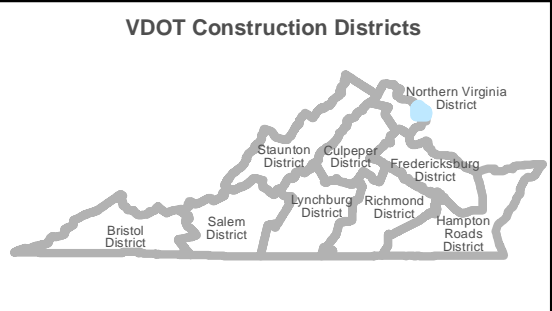 VDOT Construction Districts
Northern Virginia
District
Staunton
District
Culpeper
District
Fredericksburg
District
Lynchburg
District
Richmond
District
Hampton
Roads
District
Salem
District
Bristol
District